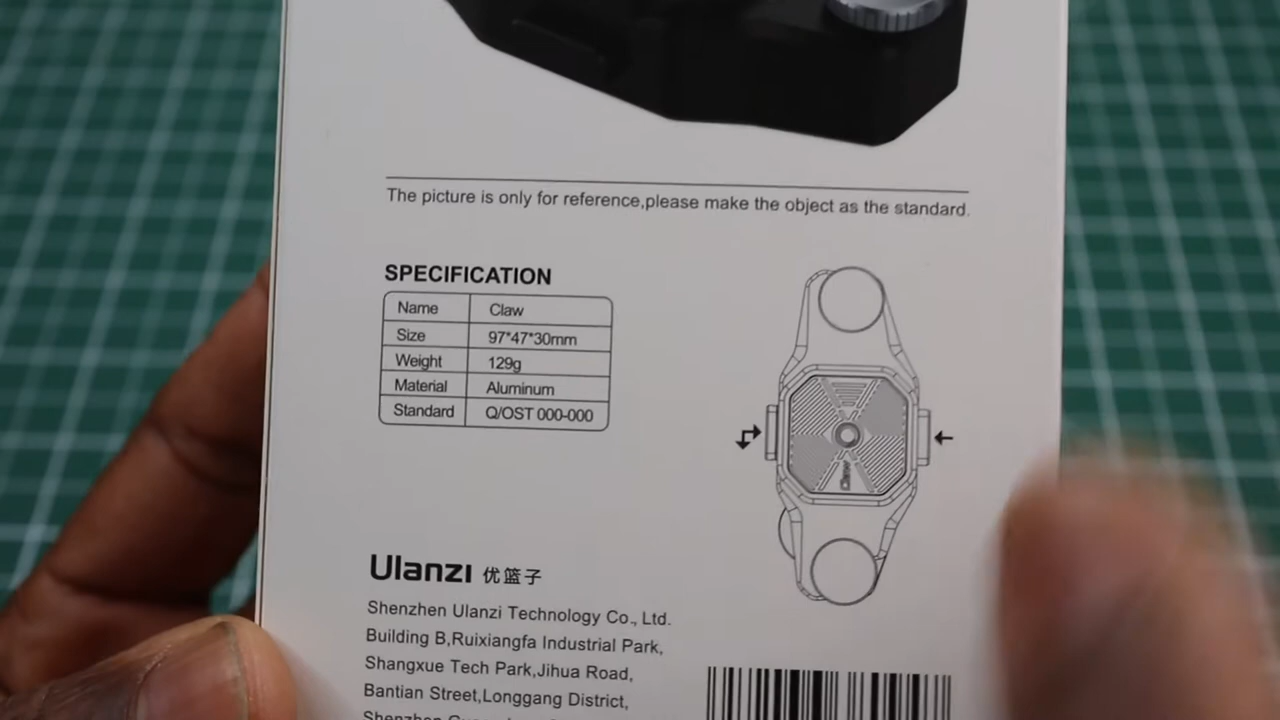 The picture is only for reference,please make the object as the standard.
SPECIFICATION
Name Claw
Size 97*47*30mm
Weight 129g
Material Aluminum
Standard Q/OST 000-000
Claw
Ulanzi 优篮子
Shenzhen Ulanzi Technology Co., Ltd.
Building B,Ruixiangfa Industrial Park,
Shangxue Tech Park,Jihua Road,
Bantian Street,Longgang District,
Shenzhen